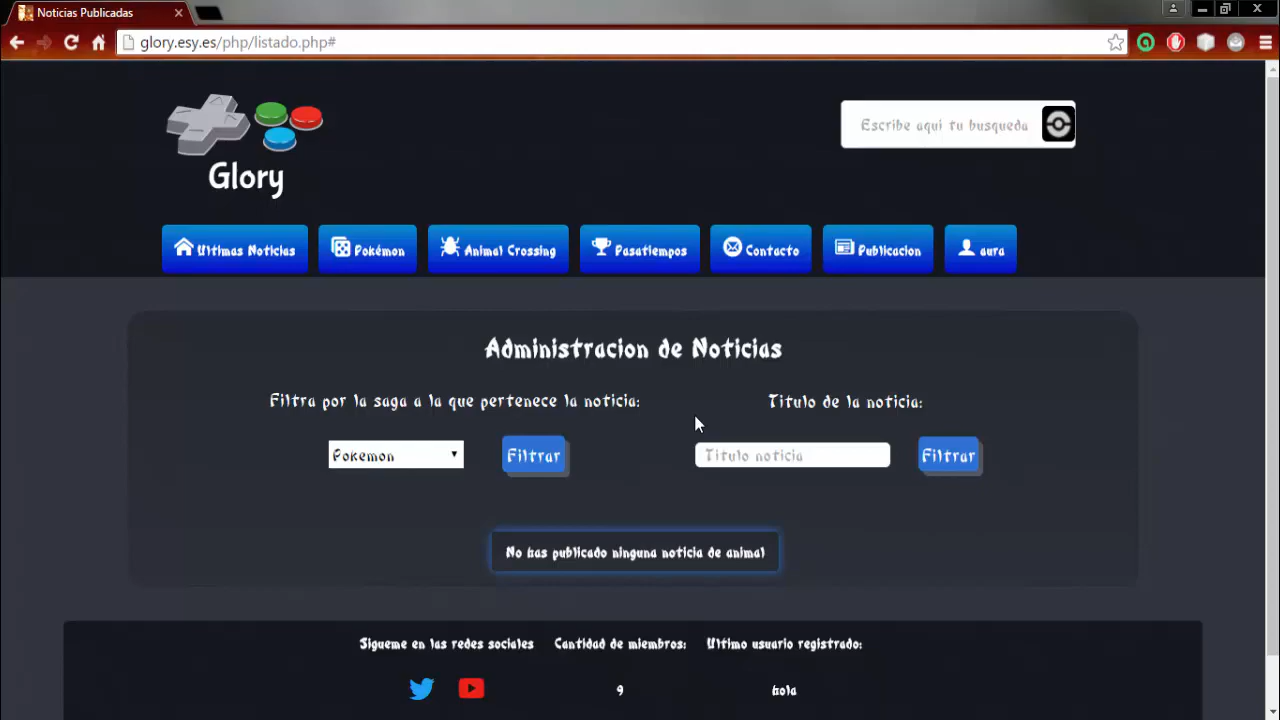 Noticias Publicadas
glory.esy.es/php/listado.php#
Glory
Escribe aqui tu busqueda
Ultimas Noticias
Pokémon
Animal Crossing
Pasatiempos
Contacto
Publicacion
aura
Administracion de Noticias
Filtra por la saga a la que pertenece la noticia:
Titulo de la noticia:
Pokemon
Filtrar
Titulo noticia
Filtrar
No has publicado ninguna noticia de animal
Sigueme en las redes sociales
Cantidad de miembros:
Ultimo usuario registrado:
9
hola